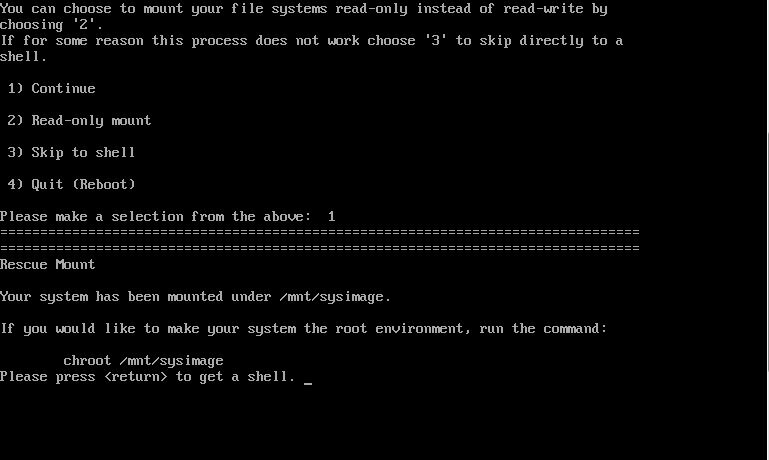 You can choose to mount your file systems read-only instead of read-write by
choosing '2'.
If for some reason this process does not work choose '3' to skip directly to a
shell.
1) Continue
2) Read-only mount
3) Skip to shell
4) Quit (Reboot)
Please make a selection from the above:  1
================================================================================
================================================================================
Rescue Mount
Your system has been mounted under /mnt/sysimage.
If you would like to make your system the root environment, run the command:
chroot /mnt/sysimage
Please press <return> to get a shell. _